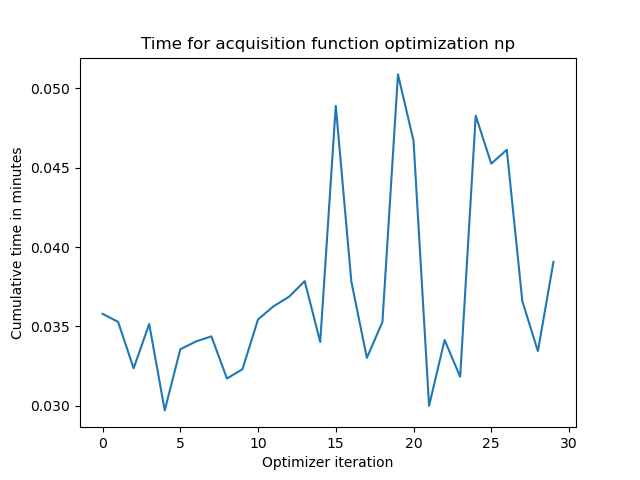 Time for acquisition function optimization np
Cumulative time in minutes
0.050
0.045
0.040
0.035
0.030
0 5 10 15 20 25 30
Optimizer iteration